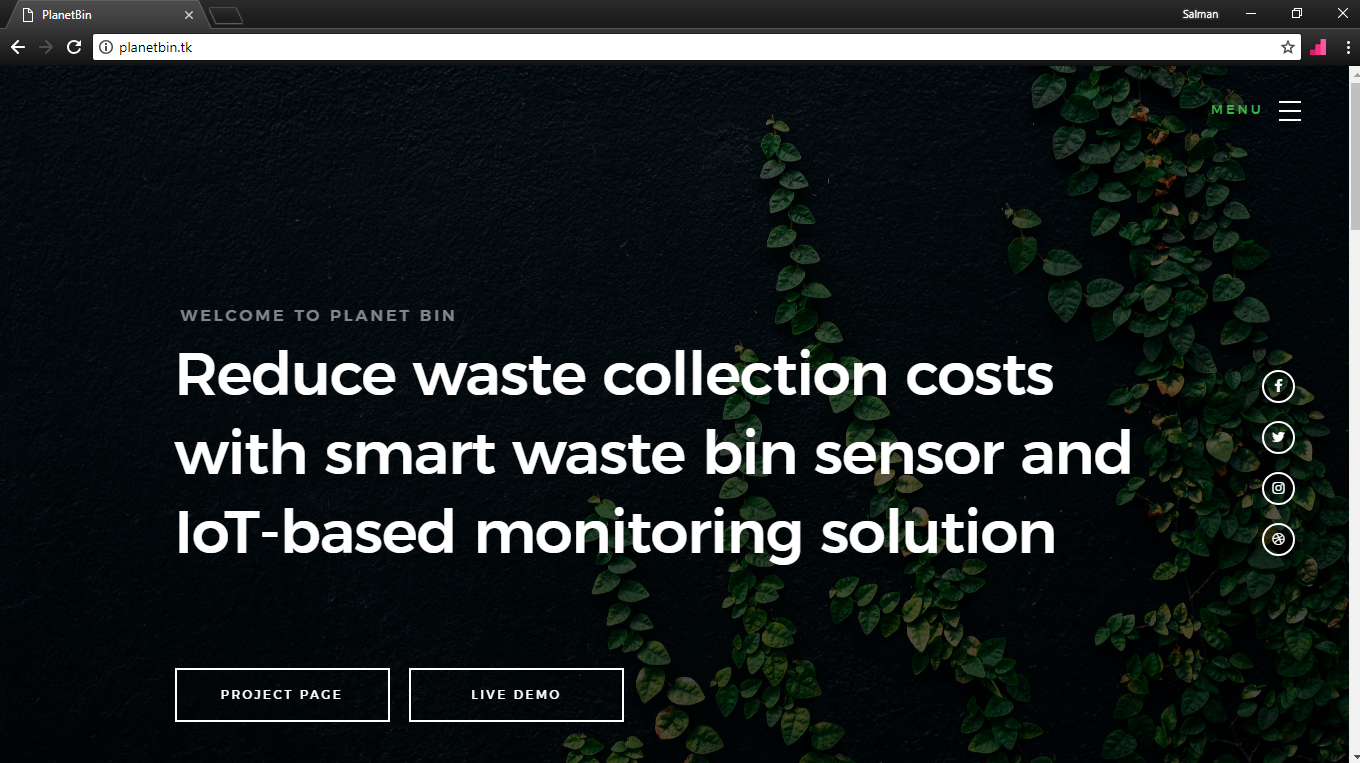 PlanetBin
Salman
planetbin.tk
MENU
WELCOME TO PLANET BIN
Reduce waste collection costs
with smart waste bin sensor and
IoT-based monitoring solution
PROJECT PAGE
LIVE DEMO